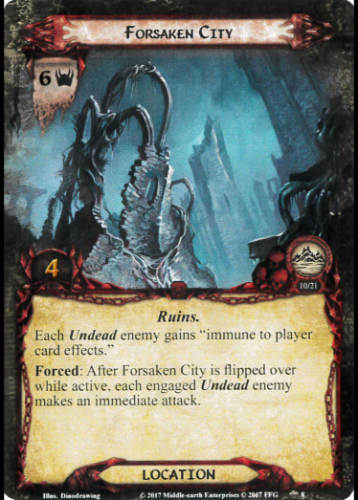 Forsaken City
6
4
10/21
Ruins.
Each Undead enemy gains “immune to player
card effects.”
Forced: After Forsaken City is flipped over
while active, each engaged Undead enemy
makes an immediate attack.
Location
Illus. Dinodrawing
© 2017 Middle-earth Enterprises © 2017 FFG